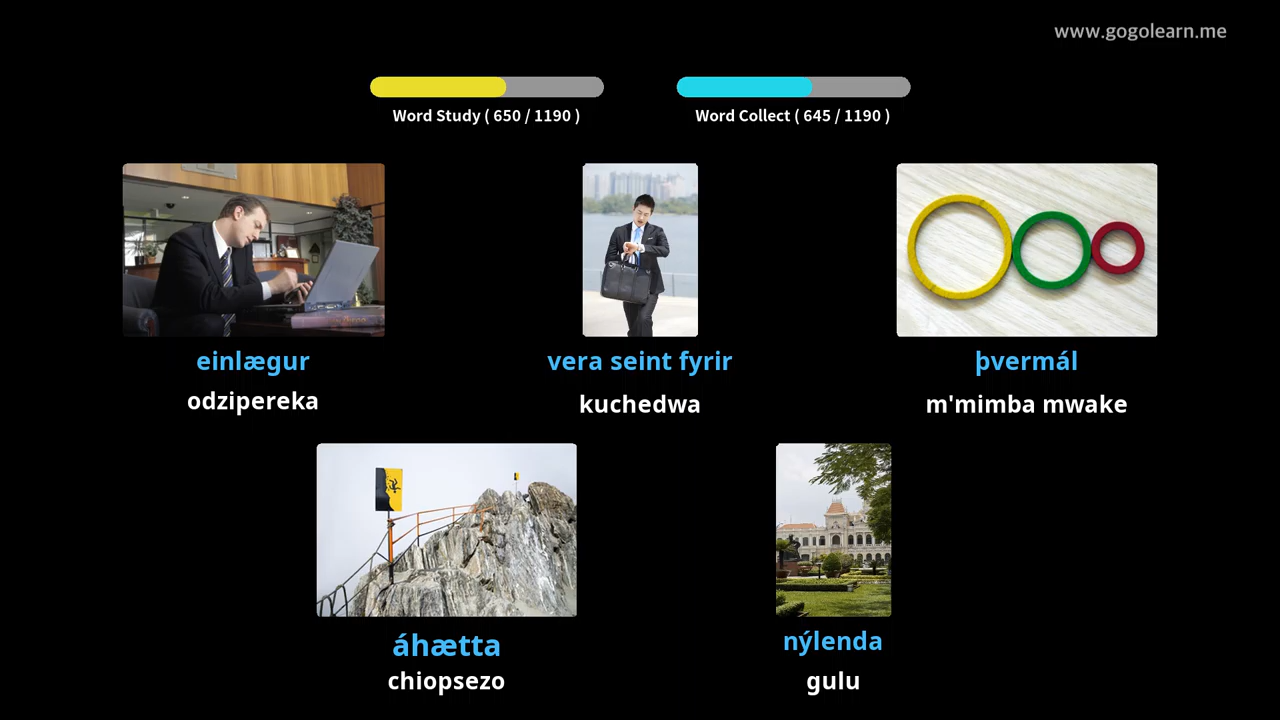 www.gogolearn.me
Word Study ( 650 / 1190 )
Word Collect ( 645 / 1190 )
einlægur
odzipereka
vera seint fyrir
kuchedwa
þvermál
m'mimba mwake
áhætta
chiopsezo
nýlenda
gulu